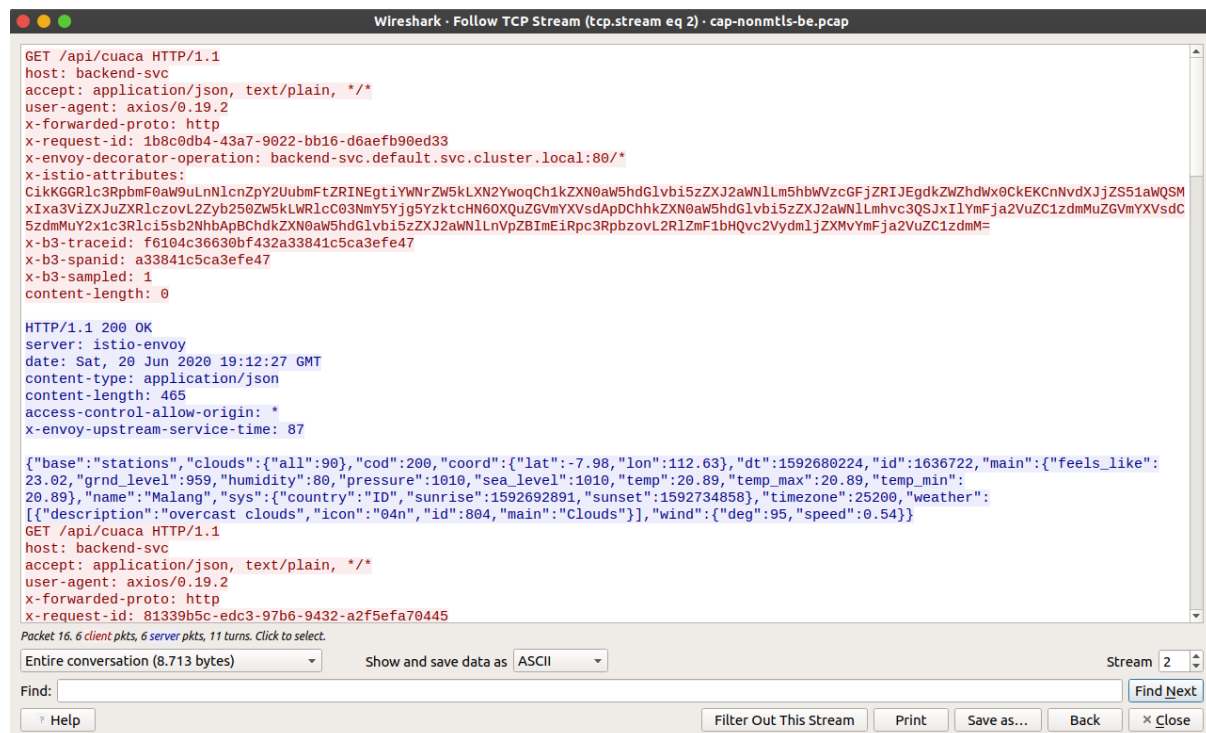 Wireshark · Follow TCP Stream (tcp.stream eq 2) · cap-nonmtls-be.pcap
GET /api/cuaca HTTP/1.1
host: backend-svc
accept: application/json, text/plain, */*
user-agent: axios/0.19.2
x-forwarded-proto: http
x-request-id: 1b8c0db4-43a7-9022-bb16-d6aefb90ed33
x-envoy-decorator-operation: backend-svc.default.svc.cluster.local:80/*
x-istio-attributes:
CikKGGRlc3RpbmF0aW9uLnNlcnZpY2UubmFtZRINEgtiYWNrZW5kLXN2YwoqCh1kZXN0aW5hdGlvbi5zZXJ2aWNlLm5hbWVzcGFjZRIJEgdkZWZhdWx0CkEKCnNvdXJjZS51aWQSM
xIxa3ViZXJuZXRlczovL2Zyb250ZW5kLWRlcC03NmY5Yjg5YzktcHN6OXQuZGVmYXVsdApDChhkZXN0aW5hdGlvbi5zZXJ2aWNlLmhvc3QSJxIlYmFja2VuZC1zdmMuZGVmYXVsdC
5zdmMuY2x1c3Rlci5sb2NhbApBChdkZXN0aW5hdGlvbi5zZXJ2aWNlLnVpZBImEiRpc3RpbzovL2RlZmF1bHQvc2VydmljZXMvYmFja2VuZC1zdmM=
x-b3-traceid: f6104c36630bf432a33841c5ca3efe47
x-b3-spanid: a33841c5ca3efe47
x-b3-sampled: 1
content-length: 0
HTTP/1.1 200 OK
server: istio-envoy
date: Sat, 20 Jun 2020 19:12:27 GMT
content-type: application/json
content-length: 465
access-control-allow-origin: *
x-envoy-upstream-service-time: 87
{"base":"stations","clouds":{"all":90},"cod":200,"coord":{"lat":-7.98,"lon":112.63},"dt":1592680224,"id":1636722,"main":{"feels_like":
23.02,"grnd_level":959,"humidity":80,"pressure":1010,"sea_level":1010,"temp":20.89,"temp_max":20.89,"temp_min":
20.89},"name":"Malang","sys":{"country":"ID","sunrise":1592692891,"sunset":1592734858},"timezone":25200,"weather":
[{"description":"overcast clouds","icon":"04n","id":804,"main":"Clouds"}],"wind":{"deg":95,"speed":0.54}}
GET /api/cuaca HTTP/1.1
host: backend-svc
accept: application/json, text/plain, */*
user-agent: axios/0.19.2
x-forwarded-proto: http
x-request-id: 81339b5c-edc3-97b6-9432-a2f5efa70445
Packet 16. 6 client pkts, 6 server pkts, 11 turns. Click to select.
Entire conversation (8.713 bytes) Show and save data as ASCII Stream 2
Find: Find Next
Help Filter Out This Stream Print Save as… Back Close